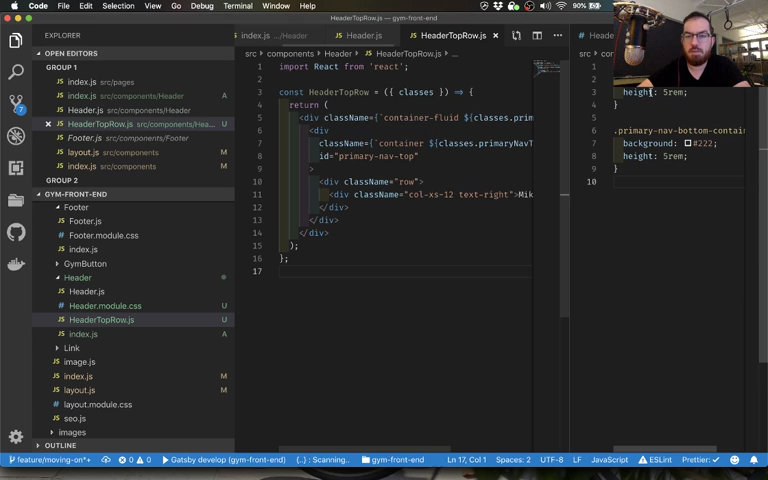 Code File Edit Selection View Go Debug Terminal Window Help 90%
HeaderTopRow.js — gym-front-end
EXPLORER
OPEN EDITORS
GROUP 1
index.js src/pages
index.js src/components/Header A
Header.js src/components/Header
HeaderTopRow.js src/components/Hea... U
Footer.js src/components/Footer
layout.js src/components M
index.js src/components M
GROUP 2
GYM-FRONT-END
Footer
Footer.js
Footer.module.css
index.js
GymButton
Header
Header.js
Header.module.css U
HeaderTopRow.js U
index.js A
Link
image.js
index.js M
layout.js M
layout.module.css
seo.js
images
OUTLINE
7
index.js .../Header
Header.js
HeaderTopRow.js
src > components > Header > HeaderTopRow.js > ...
1 import React from 'react';
2
3 const HeaderTopRow = ({ classes }) => {
4 return (
5 <div className={`container-fluid ${classes.prim
6 <div
7 className={`container ${classes.primaryNavT
8 id="primary-nav-top"
9 >
10 <div className="row">
11 <div className="col-xs-12 text-right">Mik
12 </div>
13 </div>
14 </div>
15 );
16 };
17
# Heade
src > com
3 height: 5rem;
4 }
5
6 .primary-nav-bottom-contain
7 background: #222;
8 height: 5rem;
9 }
10
feature/moving-on*+ 0 0 Gatsby develop (gym-front-end) {..} : Scanning.. gym-front-end Ln 17, Col 1 Spaces: 2 UTF-8 LF JavaScript ESLint Prettier: ✓